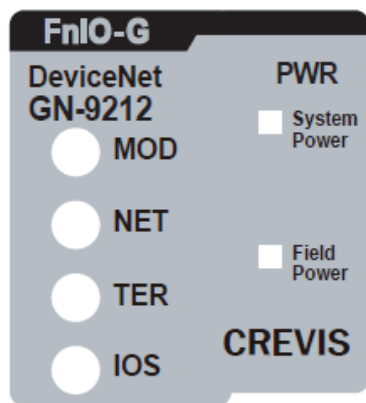 FnIO-G
DeviceNet
GN-9212
MOD
NET
TER
IOS
PWR
System
Power
Field
Power
CREVIS